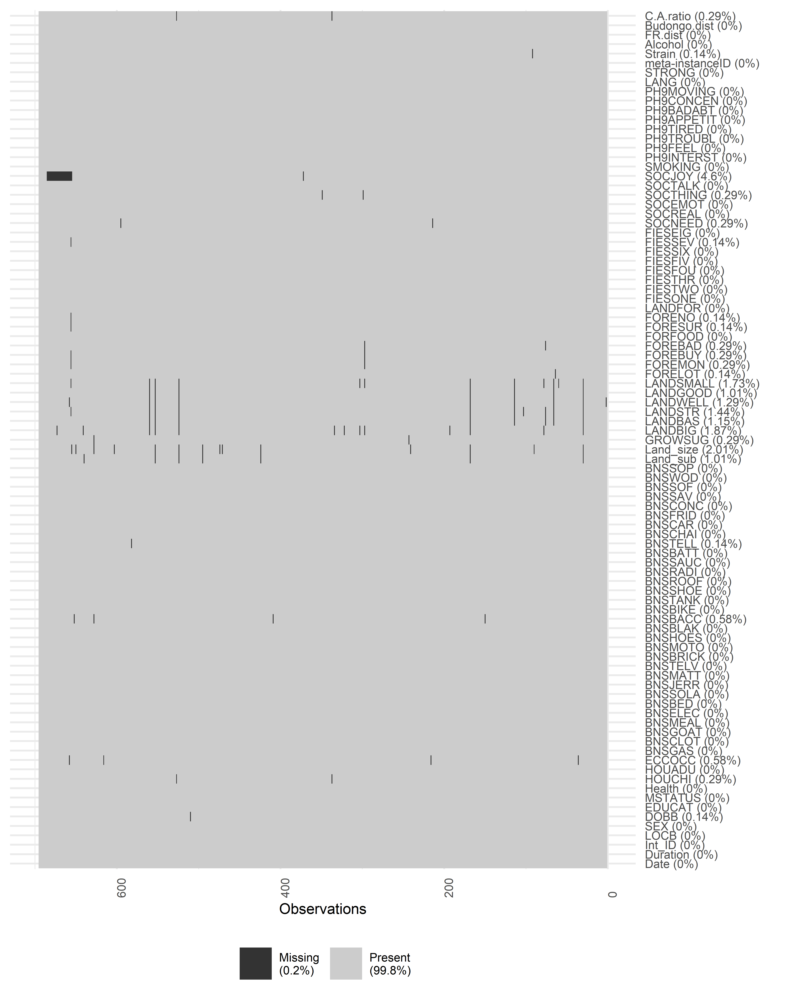 C.A.ratio (0.29%)
Budongo.dist (0%)
FR.dist (0%)
Alcohol (0%)
Strain (0.14%)
meta-instanceID (0%)
STRONG (0%)
LANG (0%)
PH9MOVING (0%)
PH9CONCEN (0%)
PH9BADABT (0%)
PH9APPETIT (0%)
PH9TIRED (0%)
PH9TROUBL (0%)
PH9FEEL (0%)
PH9INTERST (0%)
SMOKING (0%)
SOCJOY (4.6%)
SOCTALK (0%)
SOCTHING (0.29%)
SOCEMOT (0%)
SOCREAL (0%)
SOCNEED (0.29%)
FIESEIG (0%)
FIESSEV (0.14%)
FIESSIX (0%)
FIESFIV (0%)
FIESFOU (0%)
FIESTHR (0%)
FIESTWO (0%)
FIESONE (0%)
LANDFOR (0%)
FORENO (0.14%)
FORESUR (0.14%)
FORFOOD (0%)
FOREBAD (0.29%)
FOREBUY (0.29%)
FOREMON (0.29%)
FORELOT (0.14%)
LANDSMALL (1.73%)
LANDGOOD (1.01%)
LANDWELL (1.29%)
LANDSTR (1.44%)
LANDBAS (1.15%)
LANDBIG (1.87%)
GROWSUG (0.29%)
Land_size (2.01%)
Land_sub (1.01%)
BNSSOP (0%)
BNSWOD (0%)
BNSSOF (0%)
BNSSAV (0%)
BNSCONC (0%)
BNSFRID (0%)
BNSCAR (0%)
BNSCHAI (0%)
BNSTELL (0.14%)
BNSBATT (0%)
BNSSAUC (0%)
BNSRADI (0%)
BNSROOF (0%)
BNSSHOE (0%)
BNSTANK (0%)
BNSBIKE (0%)
BNSBACC (0.58%)
BNSBLAK (0%)
BNSHOES (0%)
BNSMOTO (0%)
BNSBRICK (0%)
BNSTELV (0%)
BNSMATT (0%)
BNSJERR (0%)
BNSSOLA (0%)
BNSBED (0%)
BNSELEC (0%)
BNSMEAL (0%)
BNSGOAT (0%)
BNSCLOT (0%)
BNSGAS (0%)
ECCOCC (0.58%)
HOUADU (0%)
HOUCHI (0.29%)
Health (0%)
MSTATUS (0%)
EDUCAT (0%)
DOBB (0.14%)
SEX (0%)
LOCB (0%)
Int_ID (0%)
Duration (0%)
Date (0%)
600 400 200 0
Observations
Missing Present
(0.2%) (99.8%)